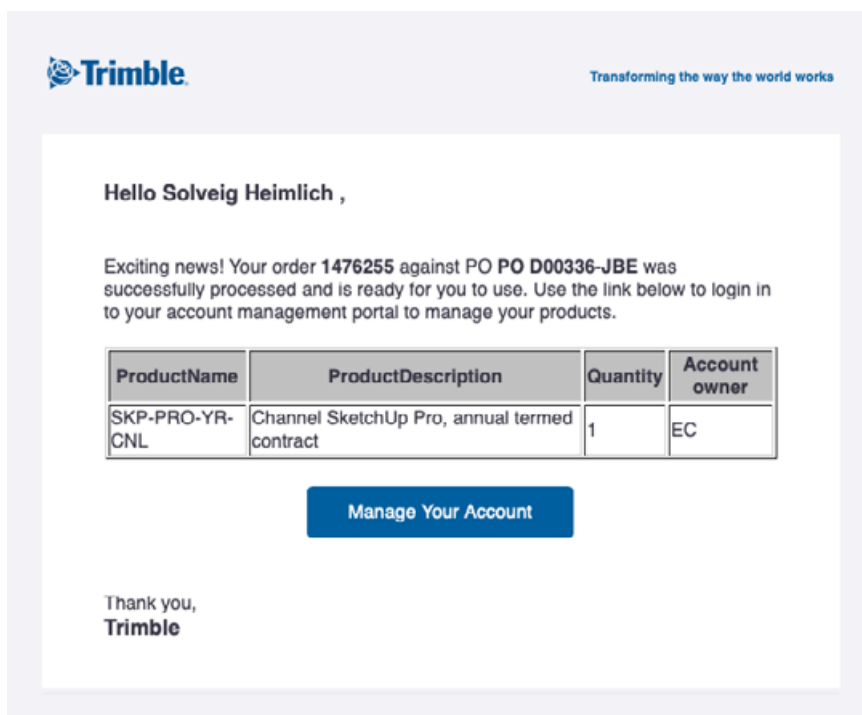 Trimble
Transforming the way the world works
Hello Solveig Heimlich ,
Exciting news! Your order 1476255 against PO PO D00336-JBE was
successfully processed and is ready for you to use. Use the link below to login in
to your account management portal to manage your products.
ProductName ProductDescription Quantity Account
owner
SKP-PRO-YR- Channel SketchUp Pro, annual termed 1 EC
CNL contract
Manage Your Account
Thank you,
Trimble